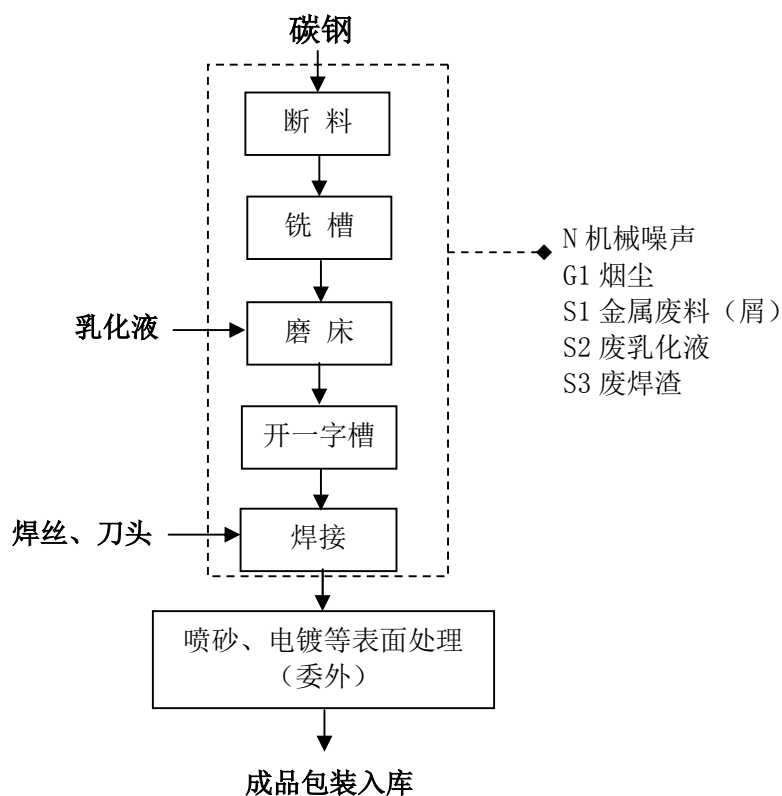 碳钢
断 料
铣 槽
N 机械噪声
G1 烟尘
S1 金属废料（屑）
S2 废乳化液
S3 废焊渣
乳化液
磨 床
开一字槽
焊丝、刀头
焊接
喷砂、电镀等表面处理
（委外）
成品包装入库